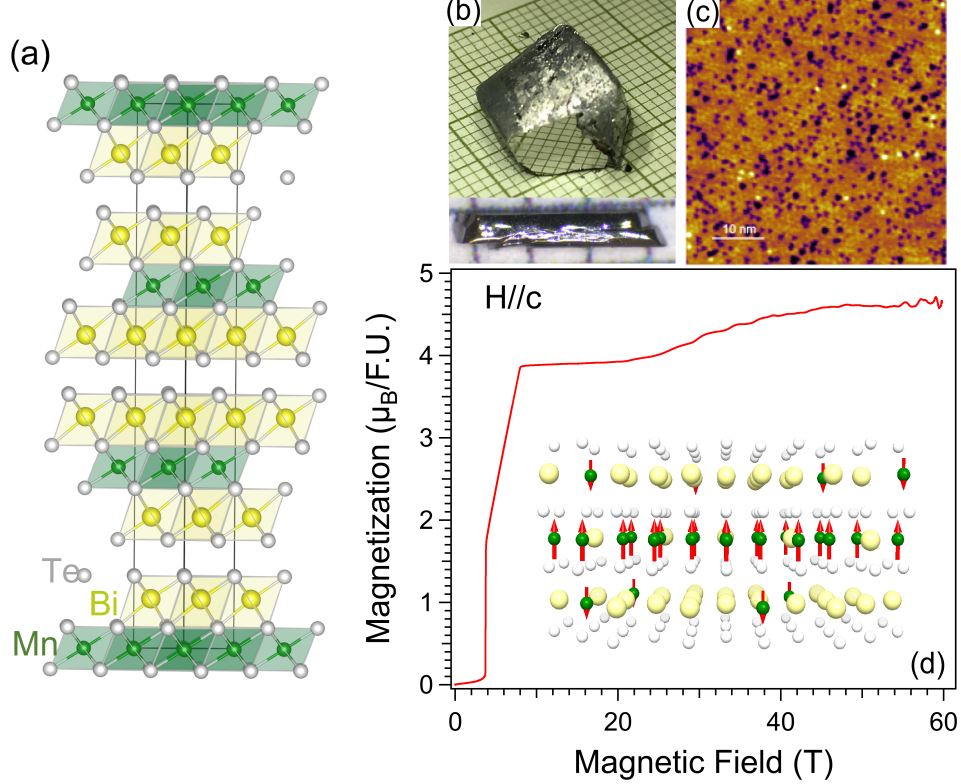 (a)
Te
Bi
Mn
(b)
(c)
10 nm
Magnetization (μB/F.U.)
5
4
3
2
1
0
H//c
(d)
0
20
40
60
Magnetic Field (T)